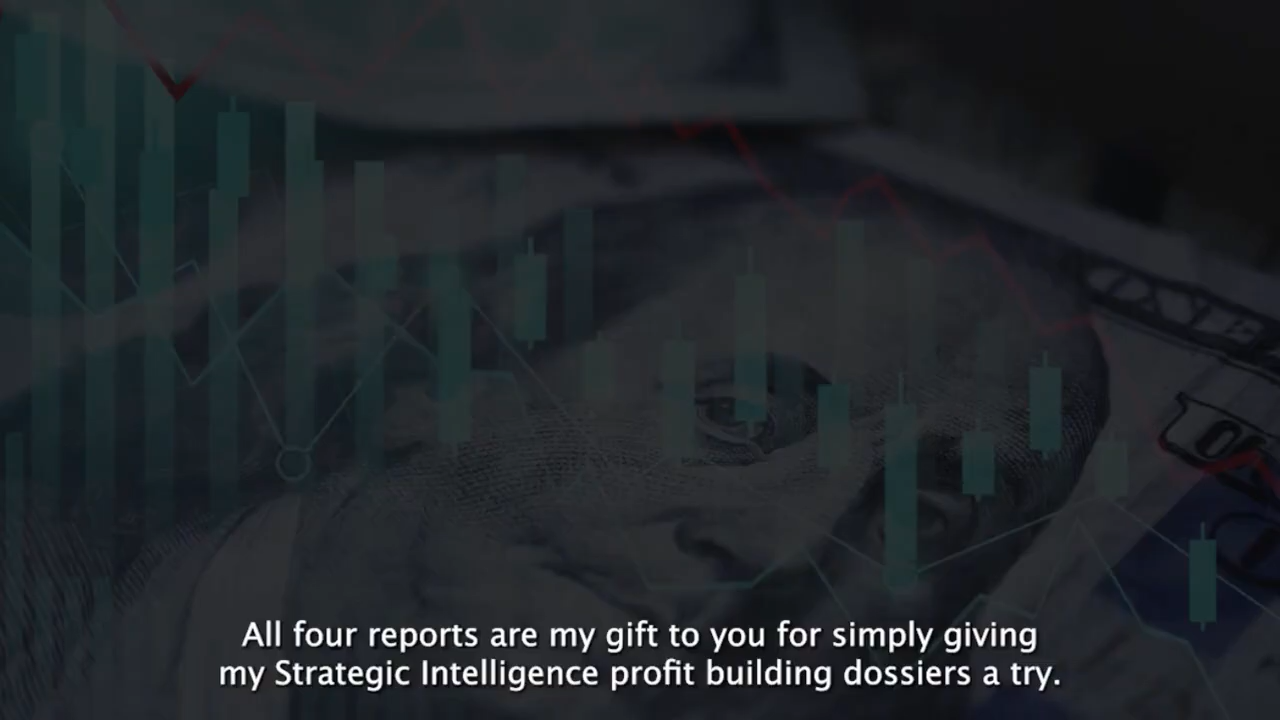 All four reports are my gift to you for simply giving
my Strategic Intelligence profit building dossiers a try.